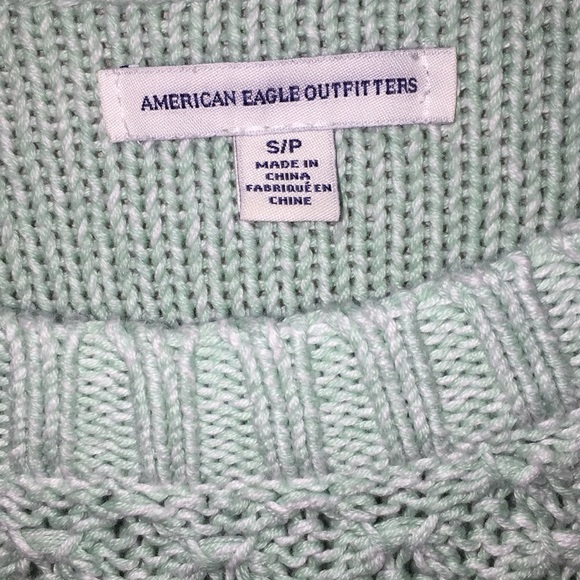 AMERICAN EAGLE OUTFITTERS
S/P
MADE IN
CHINA
FABRIQUÉ EN
CHINE